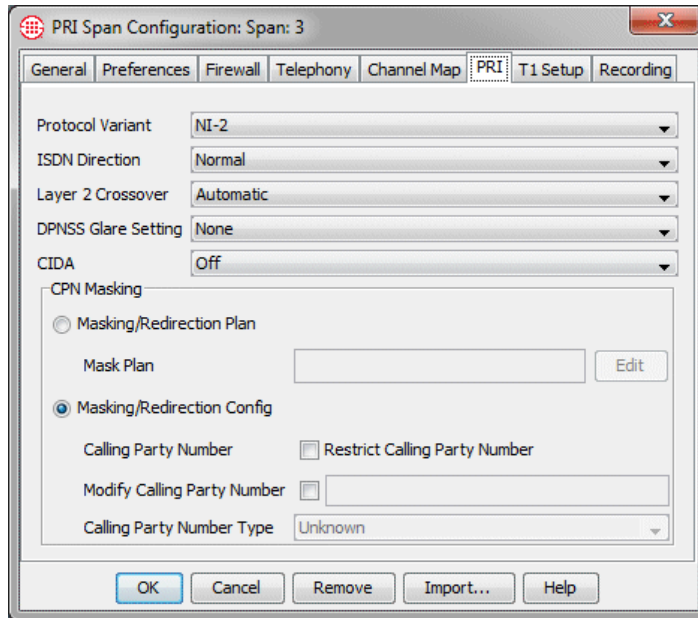 PRI Span Configuration: Span: 3
General Preferences Firewall Telephony Channel Map PRI T1 Setup Recording
Protocol Variant NI-2
ISDN Direction Normal
Layer 2 Crossover Automatic
DPNSS Glare Setting None
CIDA Off
CPN Masking
Masking/Redirection Plan
Mask Plan Edit
Masking/Redirection Config
Calling Party Number Restrict Calling Party Number
Modify Calling Party Number
Calling Party Number Type Unknown
OK Cancel Remove Import... Help